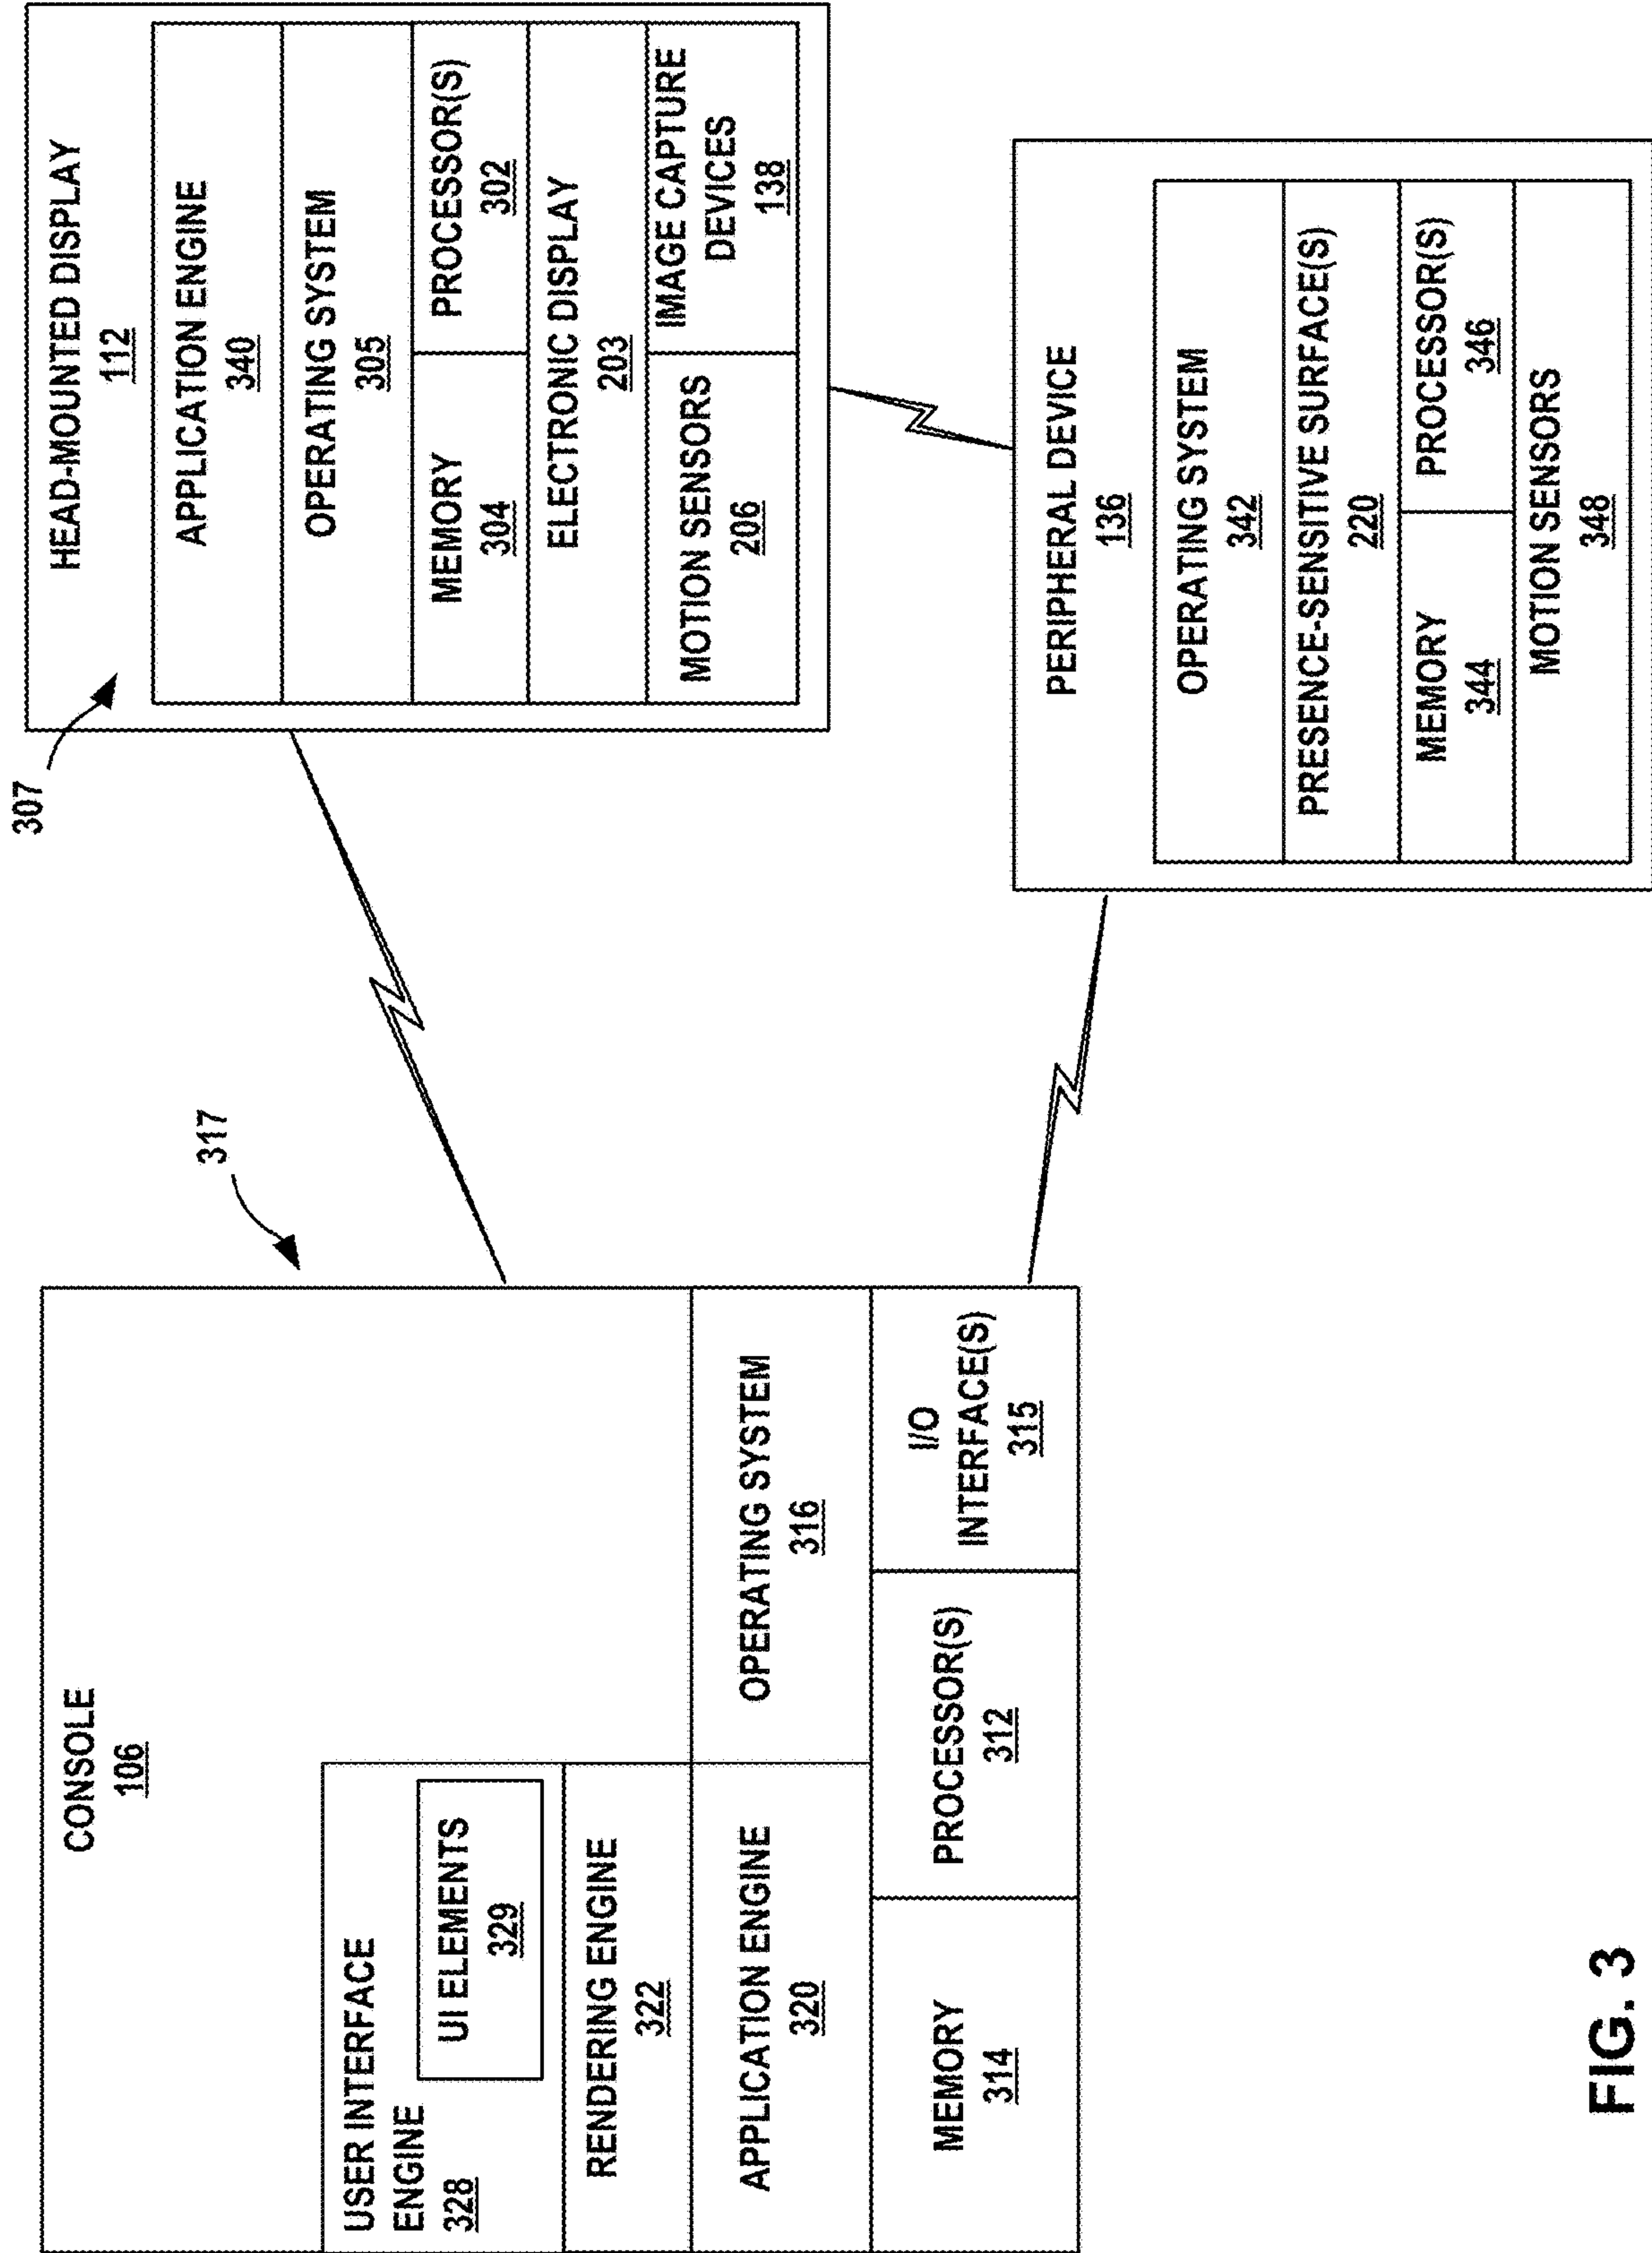 307
HEAD-MOUNTED DISPLAY
112
APPLICATION ENGINE
340
OPERATING SYSTEM
305
MEMORY
304
PROCESSOR(S)
302
ELECTRONIC DISPLAY
203
MOTION SENSORS
206
IMAGE CAPTURE
DEVICES
138
317
CONSOLE
106
USER INTERFACE
ENGINE
328
UI ELEMENTS
329
RENDERING ENGINE
322
APPLICATION ENGINE
320
OPERATING SYSTEM
316
MEMORY
314
PROCESSOR(S)
312
I/O
INTERFACE(S)
315
PERIPHERAL DEVICE
136
OPERATING SYSTEM
342
PRESENCE-SENSITIVE SURFACE(S)
220
MEMORY
344
PROCESSOR(S)
346
MOTION SENSORS
348
FIG. 3